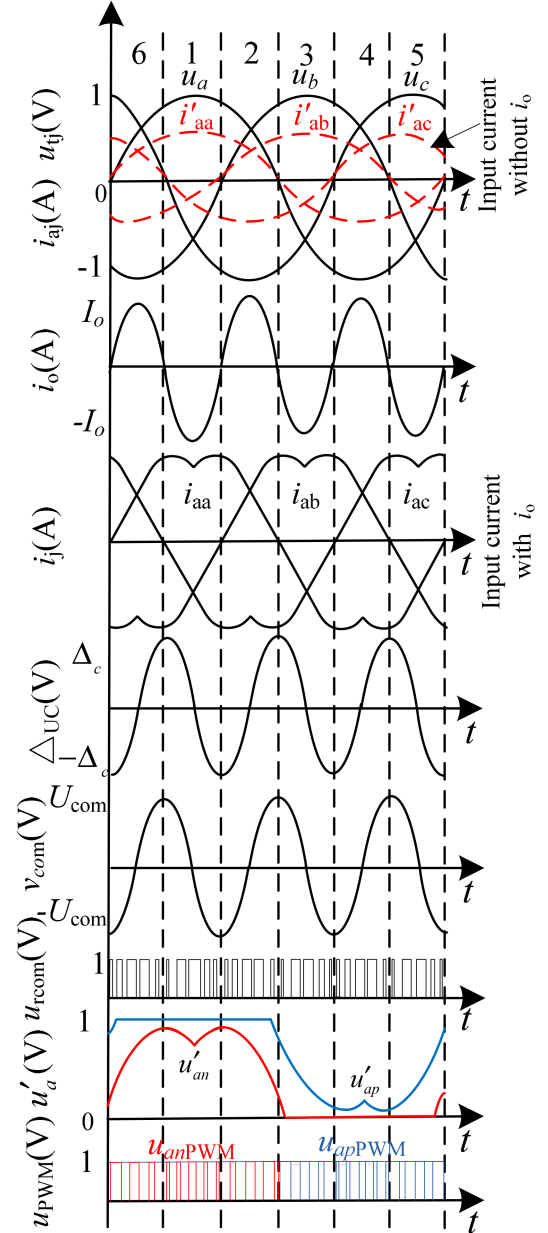 6 1 2 3 4 5
u_a u_b u_c
i'_aa i'_ab i'_ac
1
0
-1
i_aj(A) u_tj(V)
t
Input current
without i_o
I_o
-I_o
i_o(A)
t
i_aa i_ab i_ac
i_j(A)
t
Input current
with i_o
Δ_c
-Δ_c
△_UC(V)
t
U_com
-U_com
v_com(V)
t
1
u_rcom(V)
t
1
0
u'_a(V)
u'_an u'_ap
t
u_anPWM u_apPWM
1
u_PWM(V)
t